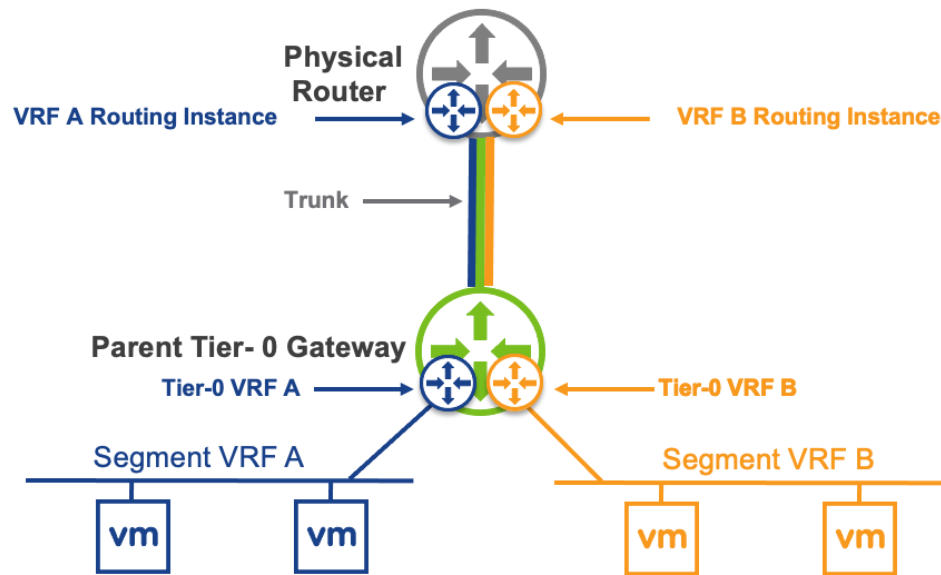 Physical
Router
VRF A Routing Instance
VRF B Routing Instance
Trunk
Parent Tier- 0 Gateway
Tier-0 VRF A
Tier-0 VRF B
Segment VRF A
Segment VRF B
vm
vm
vm
vm